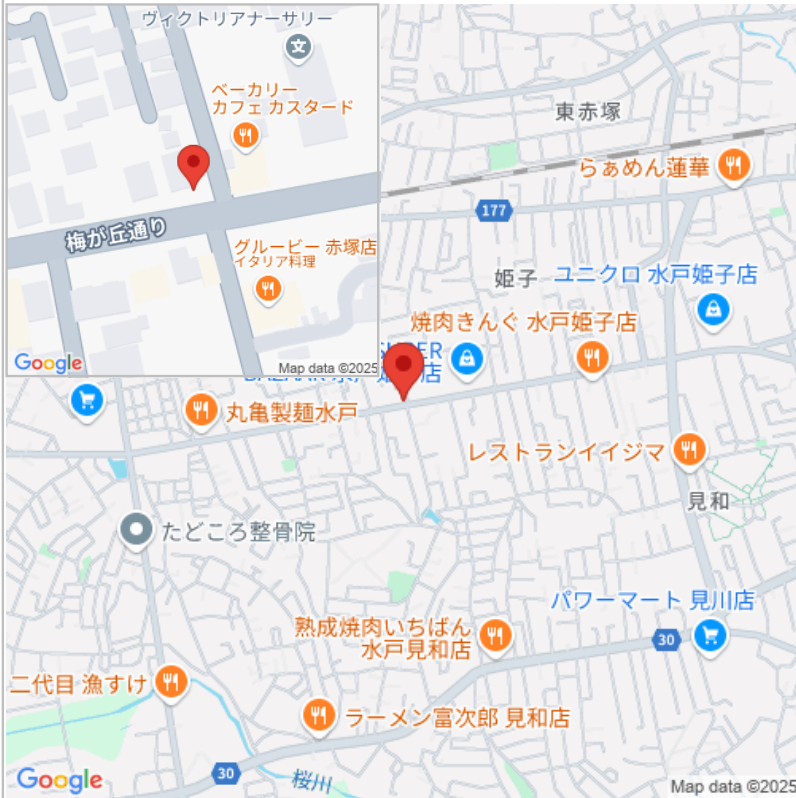 ヴィクトリアナーサリー
文
ベーカリー
カフェ カスタード
梅が丘通り
グルービー 赤塚店
イタリア料理
Google
Map data ©2025
東赤塚
らぁめん蓮華
177
姫子
ユニクロ 水戸姫子店
焼肉きんぐ 水戸姫子店
丸亀製麺水戸
レストランイイジマ
見和
たどころ整骨院
パワーマート 見川店
熟成焼肉いちばん
水戸見和店
30
二代目 漁すけ
ラーメン富次郎 見和店
30
桜川
Google
Map data ©2025